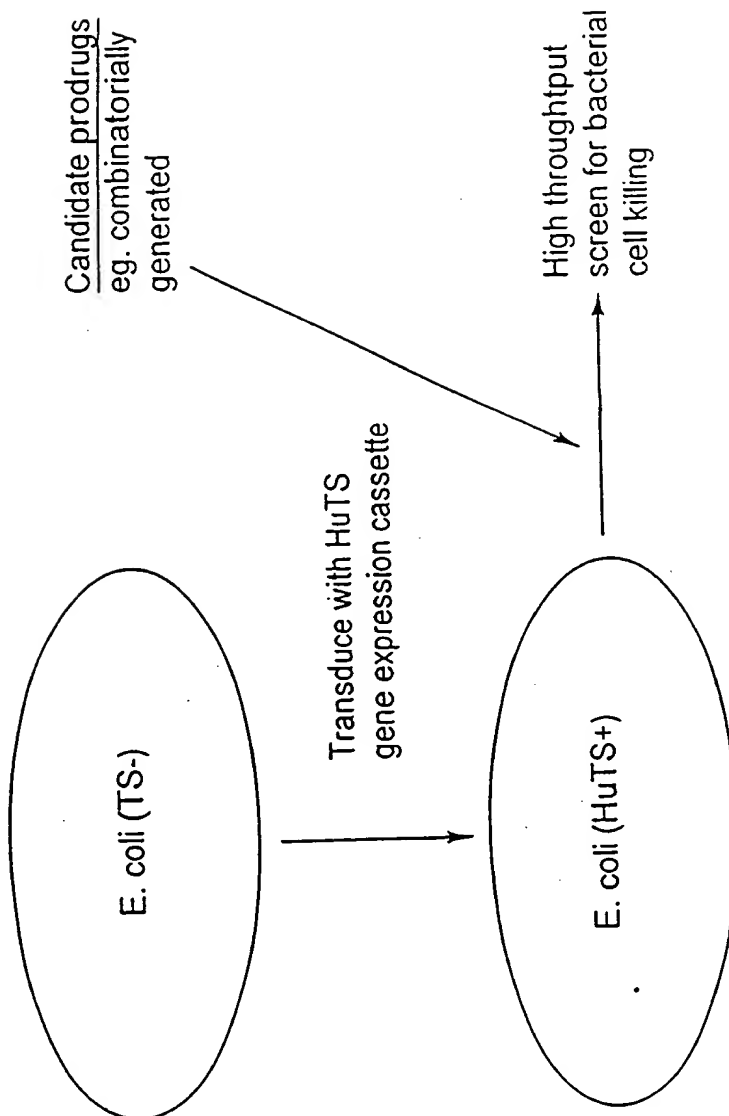 E. coli (TS-)
Transduce with HuTS
gene expression cassette
E. coli (HuTS+)
Candidate prodrugs
eg. combinatorially
generated
High throughtput
screen for bacterial
cell killing